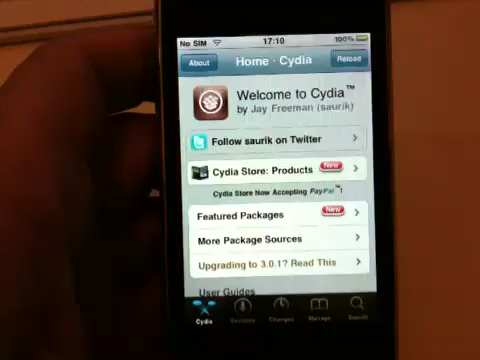 No SIM 17:10 100%
About Home · Cydia Reload
Welcome to Cydia™
by Jay Freeman (saurik)
Follow saurik on Twitter
Cydia Store: Products New
Cydia Store Now Accepting PayPal™!
Featured Packages New
More Package Sources
Upgrading to 3.0.1? Read This
User Guides
Cydia Sections Changes Manage Search